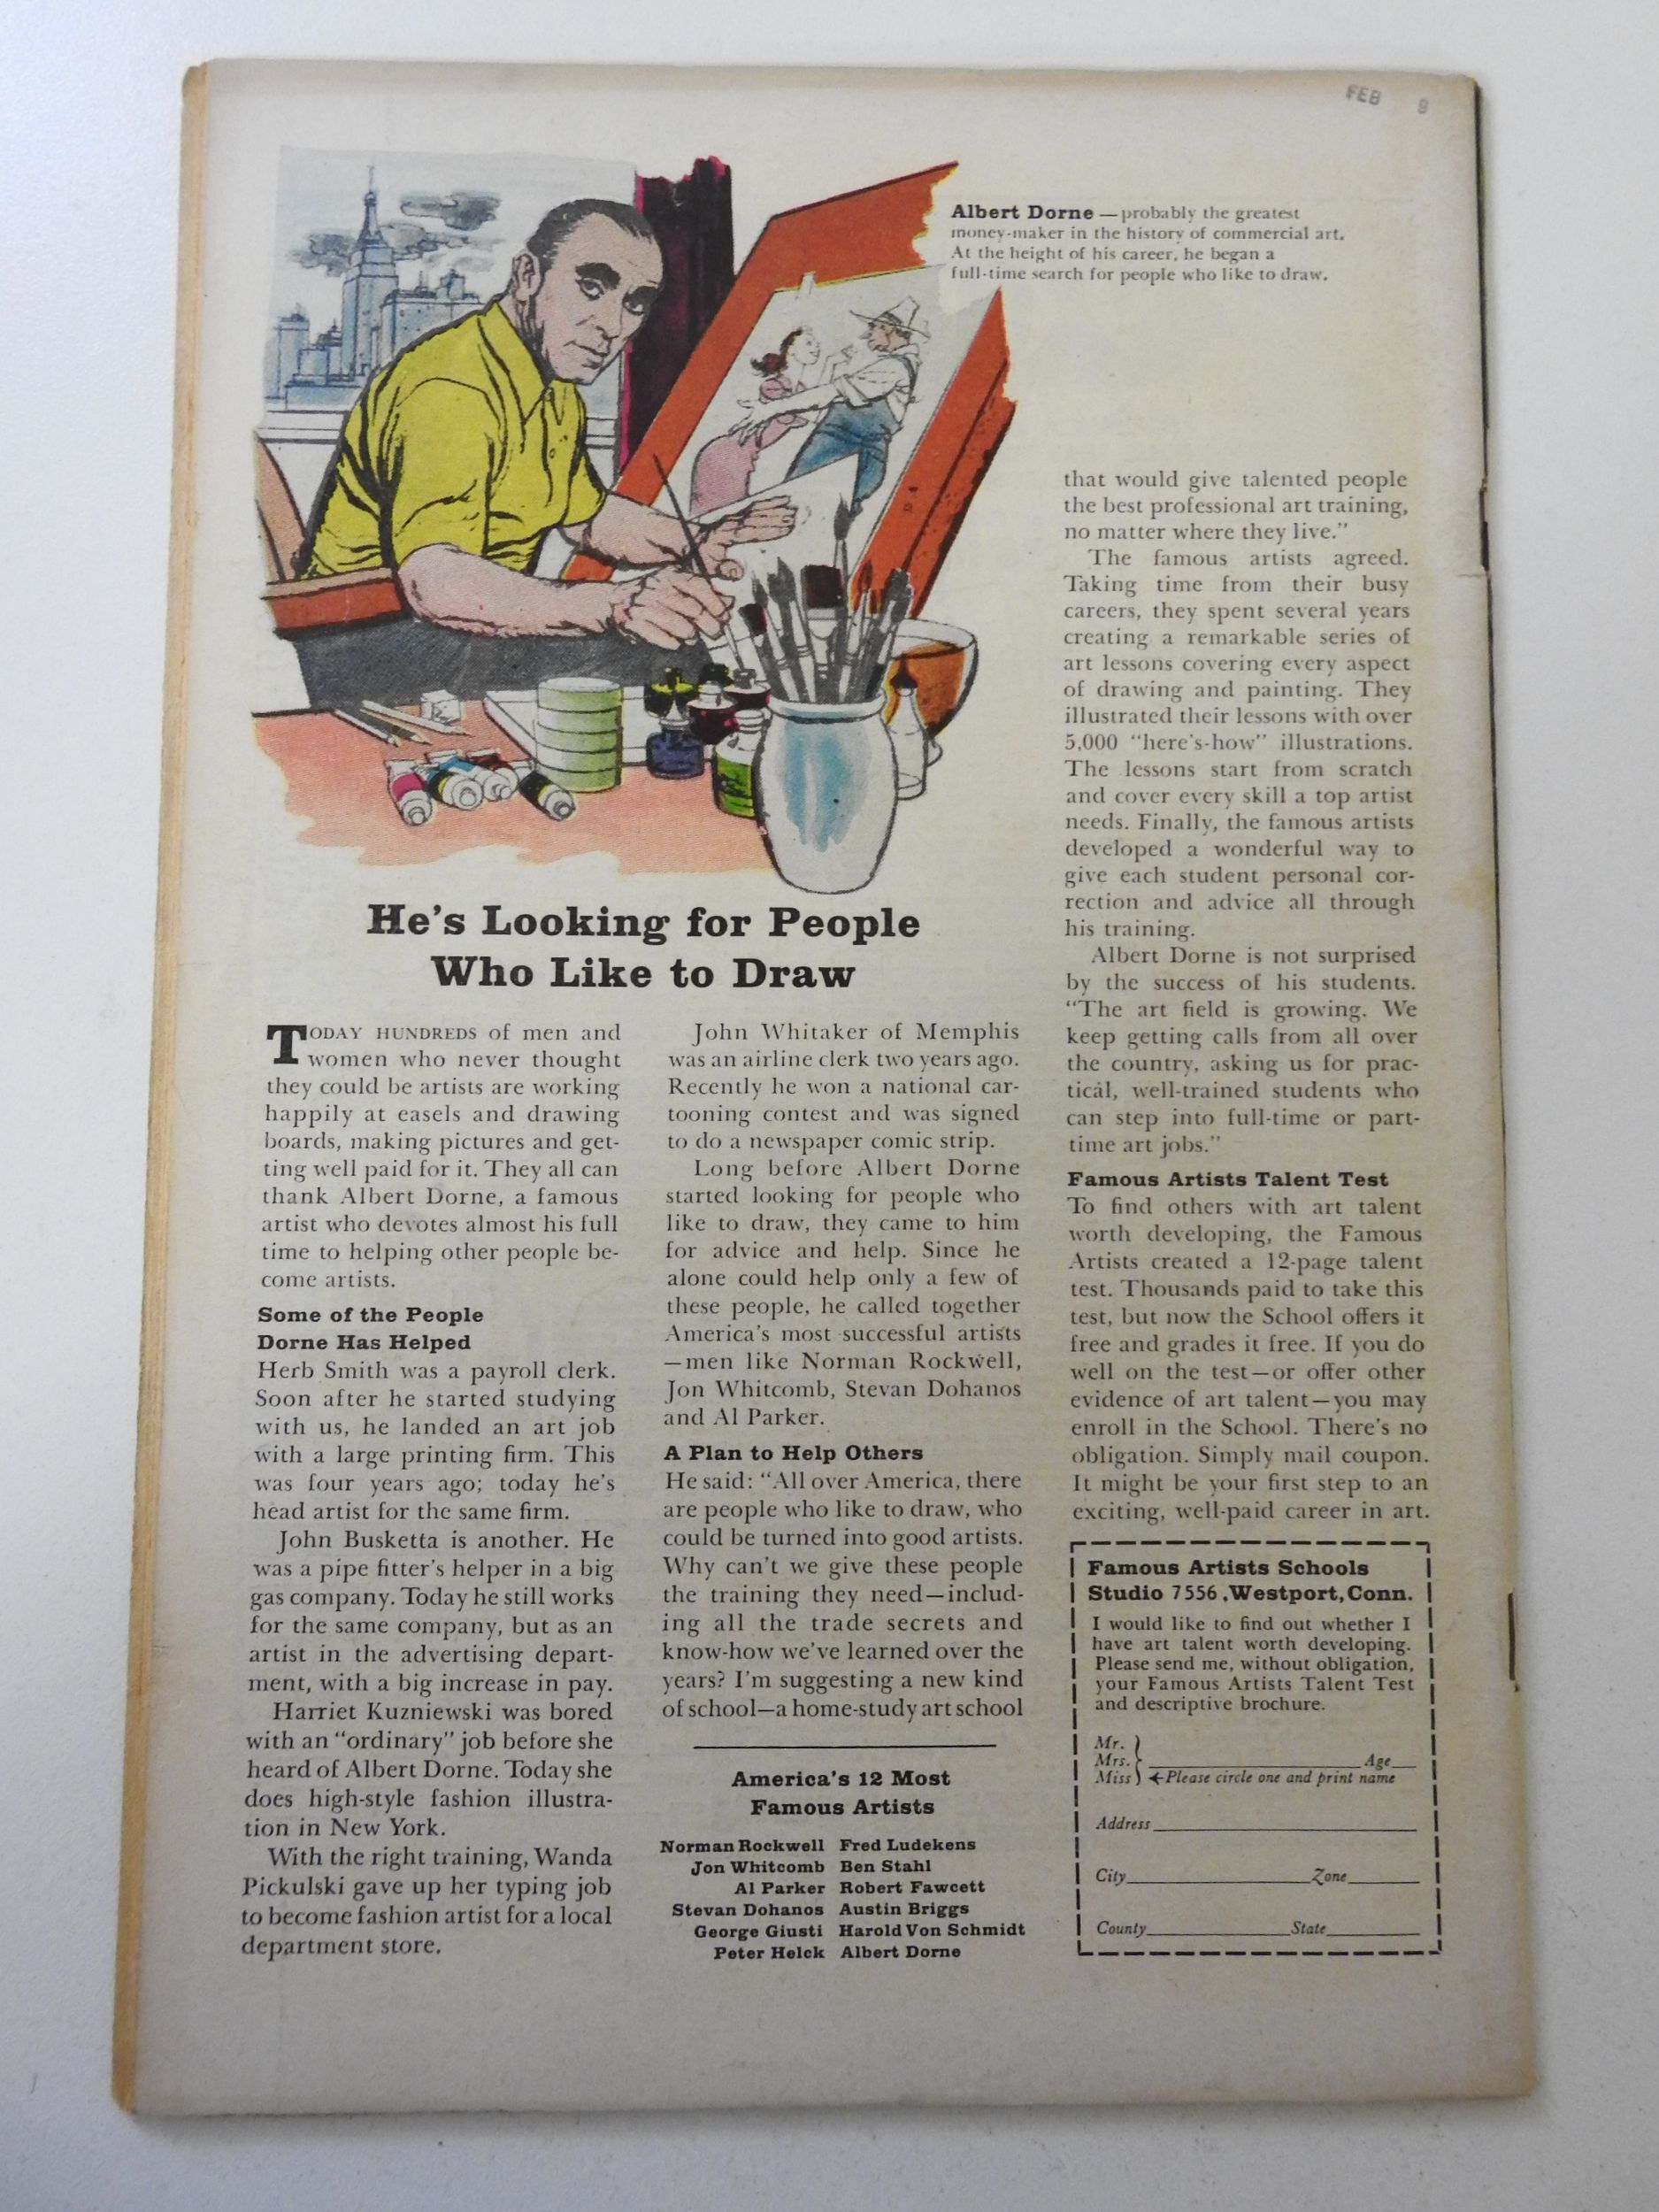 FEB 9
Albert Dorne — probably the greatest
money-maker in the history of commercial art.
At the height of his career, he began a
full-time search for people who like to draw.
He's Looking for People
Who Like to Draw
TODAY HUNDREDS of men and
women who never thought
they could be artists are working
happily at easels and drawing
boards, making pictures and get-
ting well paid for it. They all can
thank Albert Dorne, a famous
artist who devotes almost his full
time to helping other people be-
come artists.
Some of the People
Dorne Has Helped
Herb Smith was a payroll clerk.
Soon after he started studying
with us, he landed an art job
with a large printing firm. This
was four years ago; today he's
head artist for the same firm.
John Busketta is another. He
was a pipe fitter's helper in a big
gas company. Today he still works
for the same company, but as an
artist in the advertising depart-
ment, with a big increase in pay.
Harriet Kuzniewski was bored
with an "ordinary" job before she
heard of Albert Dorne. Today she
does high-style fashion illustra-
tion in New York.
With the right training, Wanda
Pickulski gave up her typing job
to become fashion artist for a local
department store.
John Whitaker of Memphis
was an airline clerk two years ago.
Recently he won a national car-
tooning contest and was signed
to do a newspaper comic strip.
Long before Albert Dorne
started looking for people who
like to draw, they came to him
for advice and help. Since he
alone could help only a few of
these people, he called together
America's most successful artists
—men like Norman Rockwell,
Jon Whitcomb, Stevan Dohanos
and Al Parker.
A Plan to Help Others
He said: "All over America, there
are people who like to draw, who
could be turned into good artists.
Why can't we give these people
the training they need—includ-
ing all the trade secrets and
know-how we've learned over the
years? I'm suggesting a new kind
of school—a home-study art school
America's 12 Most
Famous Artists
Norman Rockwell Fred Ludekens
Jon Whitcomb Ben Stahl
Al Parker Robert Fawcett
Stevan Dohanos Austin Briggs
George Giusti Harold Von Schmidt
Peter Helck Albert Dorne
that would give talented people
the best professional art training,
no matter where they live."
The famous artists agreed.
Taking time from their busy
careers, they spent several years
creating a remarkable series of
art lessons covering every aspect
of drawing and painting. They
illustrated their lessons with over
5,000 "here's-how" illustrations.
The lessons start from scratch
and cover every skill a top artist
needs. Finally, the famous artists
developed a wonderful way to
give each student personal cor-
rection and advice all through
his training.
Albert Dorne is not surprised
by the success of his students.
"The art field is growing. We
keep getting calls from all over
the country, asking us for prac-
tical, well-trained students who
can step into full-time or part-
time art jobs."
Famous Artists Talent Test
To find others with art talent
worth developing, the Famous
Artists created a 12-page talent
test. Thousands paid to take this
test, but now the School offers it
free and grades it free. If you do
well on the test—or offer other
evidence of art talent—you may
enroll in the School. There's no
obligation. Simply mail coupon.
It might be your first step to an
exciting, well-paid career in art.
Famous Artists Schools
Studio 7556, Westport, Conn.
I would like to find out whether I
have art talent worth developing.
Please send me, without obligation,
your Famous Artists Talent Test
and descriptive brochure.
Mr.
Mrs. Age
Miss ←Please circle one and print name
Address
City Zone
County State